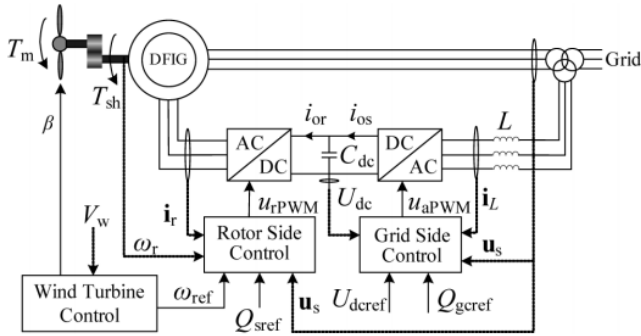 T_m
DFIG
Grid
T_sh
i_or
i_os
L
β
AC
DC
C_dc
DC
AC
V_w
i_r
u_rPWM
U_dc
u_aPWM
i_L
ω_r
Rotor Side
Control
Grid Side
Control
u_s
Wind Turbine
Control
ω_ref
Q_sref
u_s
U_dcref
Q_gcref